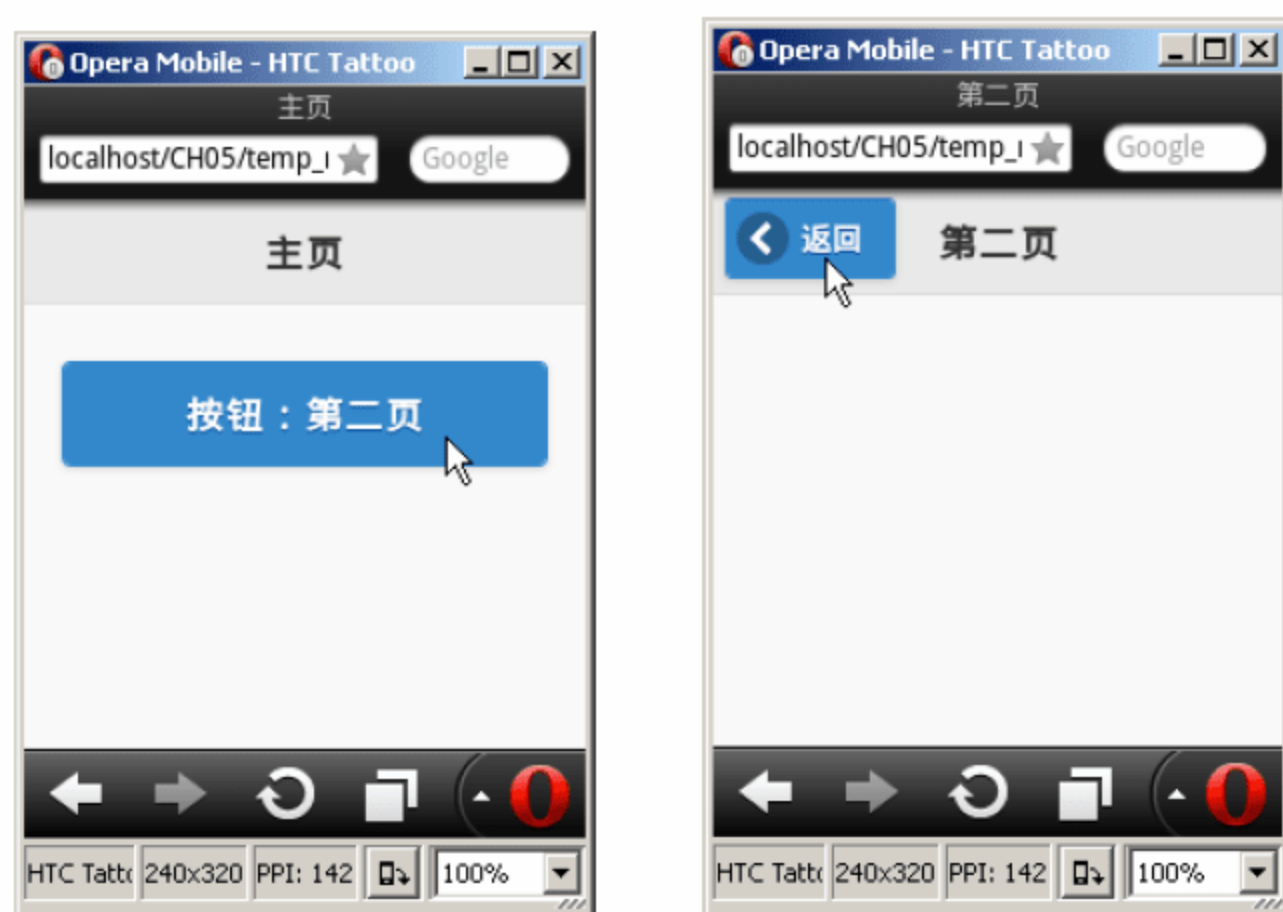 Opera Mobile - HTC Tattoo
主页
localhost/CH05/temp_
Google
主页
按钮：第二页
HTC Tatt
240x320
PPI: 142
100%
Opera Mobile - HTC Tattoo
第二页
localhost/CH05/temp_
Google
返回
第二页
HTC Tatt
240x320
PPI: 142
100%